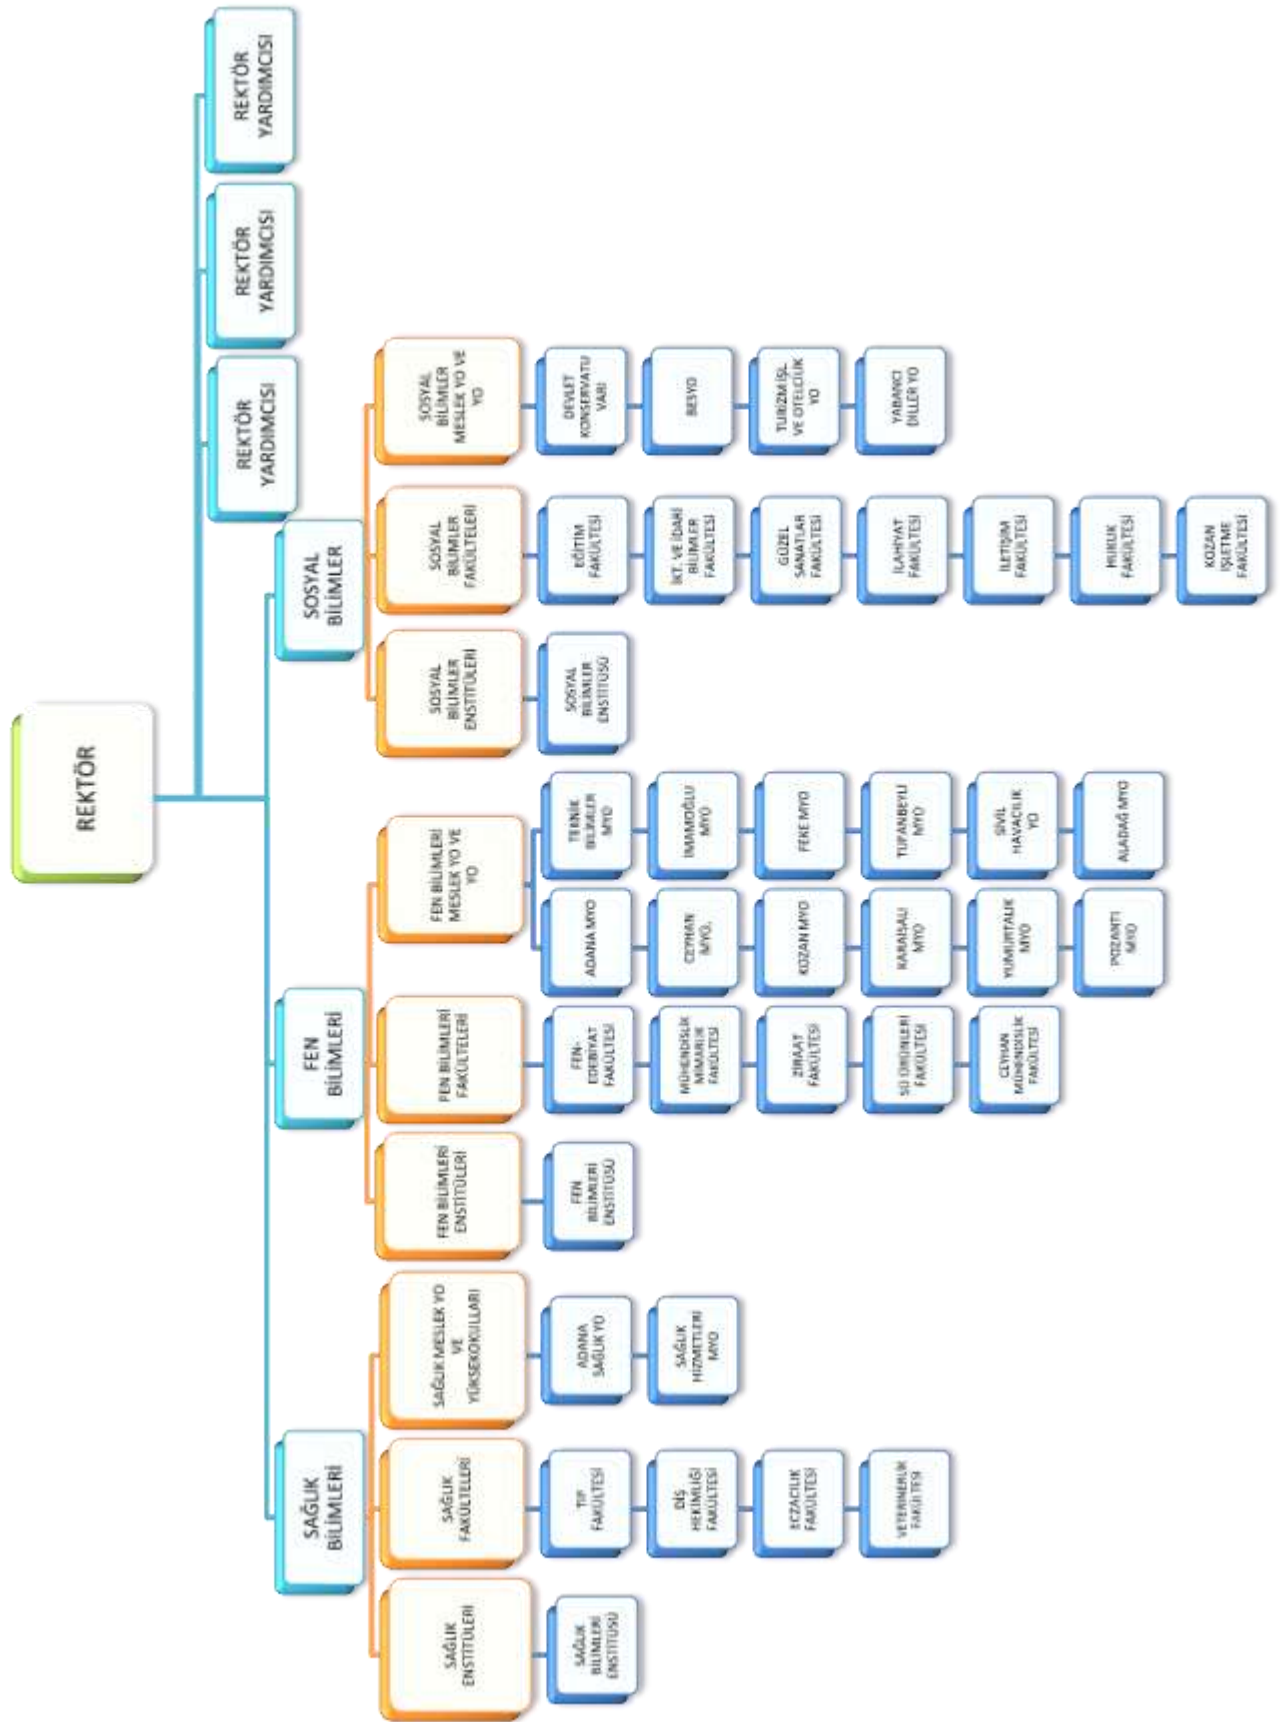 REKTÖR
REKTÖR
YARDIMCISI
REKTÖR
YARDIMCISI
REKTÖR
YARDIMCISI
SAĞLIK
BİLİMLERİ
FEN
BİLİMLERİ
SOSYAL
BİLİMLER
SAĞLIK
ENSTİTÜLERİ
SAĞLIK
BİLİMLERİ
ENSTİTÜSÜ
SAĞLIK
FAKÜLTELERİ
TIP
FAKÜLTESİ
DİŞ
HEKİMLİĞİ
FAKÜLTESİ
ECZACILIK
FAKÜLTESİ
VETERİNERLİK
FAKÜLTESİ
SAĞLIK MESLEK YO
VE
YÜKSEKOKULLARI
ADANA
SAĞLIK YO
SAĞLIK
HİZMETLERİ
MYO
FEN BİLİMLERİ
ENSTİTÜLERİ
FEN
BİLİMLERİ
ENSTİTÜSÜ
FEN BİLİMLERİ
FAKÜLTELERİ
FEN-
EDEBİYAT
FAKÜLTESİ
MÜHENDİSLİK
MİMARLIK
FAKÜLTESİ
ZİRAAT
FAKÜLTESİ
SU ÜRÜNLERİ
FAKÜLTESİ
CEYHAN
MÜHENDİSLİK
FAKÜLTESİ
FEN BİLİMLERİ
MESLEK YO VE
YO
ADANA MYO
CEYHAN
MYO.
KOZAN MYO
KARAİSALI
MYO
YUMURTALIK
MYO
POZANTI
MYO
TEKNİK
BİLİMLER
MYO
İMAMOĞLU
MYO
FEKE MYO
TUFANBEYLİ
MYO
SİVİL
HAVACILIK
YO
ALADAĞ MYO
SOSYAL
BİLİMLER
ENSTİTÜLERİ
SOSYAL
BİLİMLER
ENSTİTÜSÜ
SOSYAL
BİLİMLER
FAKÜLTELERİ
EĞİTİM
FAKÜLTESİ
İKT. VE İDARİ
BİLİMLER
FAKÜLTESİ
GÜZEL
SANATLAR
FAKÜLTESİ
İLAHİYAT
FAKÜLTESİ
İLETİŞİM
FAKÜLTESİ
HUKUK
FAKÜLTESİ
KOZAN
İŞLETME
FAKÜLTESİ
SOSYAL
BİLİMLER
MESLEK YO VE
YO
DEVLET
KONSERVATU
VARI
BESYO
TURİZM İŞL.
VE OTELCİLİK
YO
YABANCI
DİLLER YO